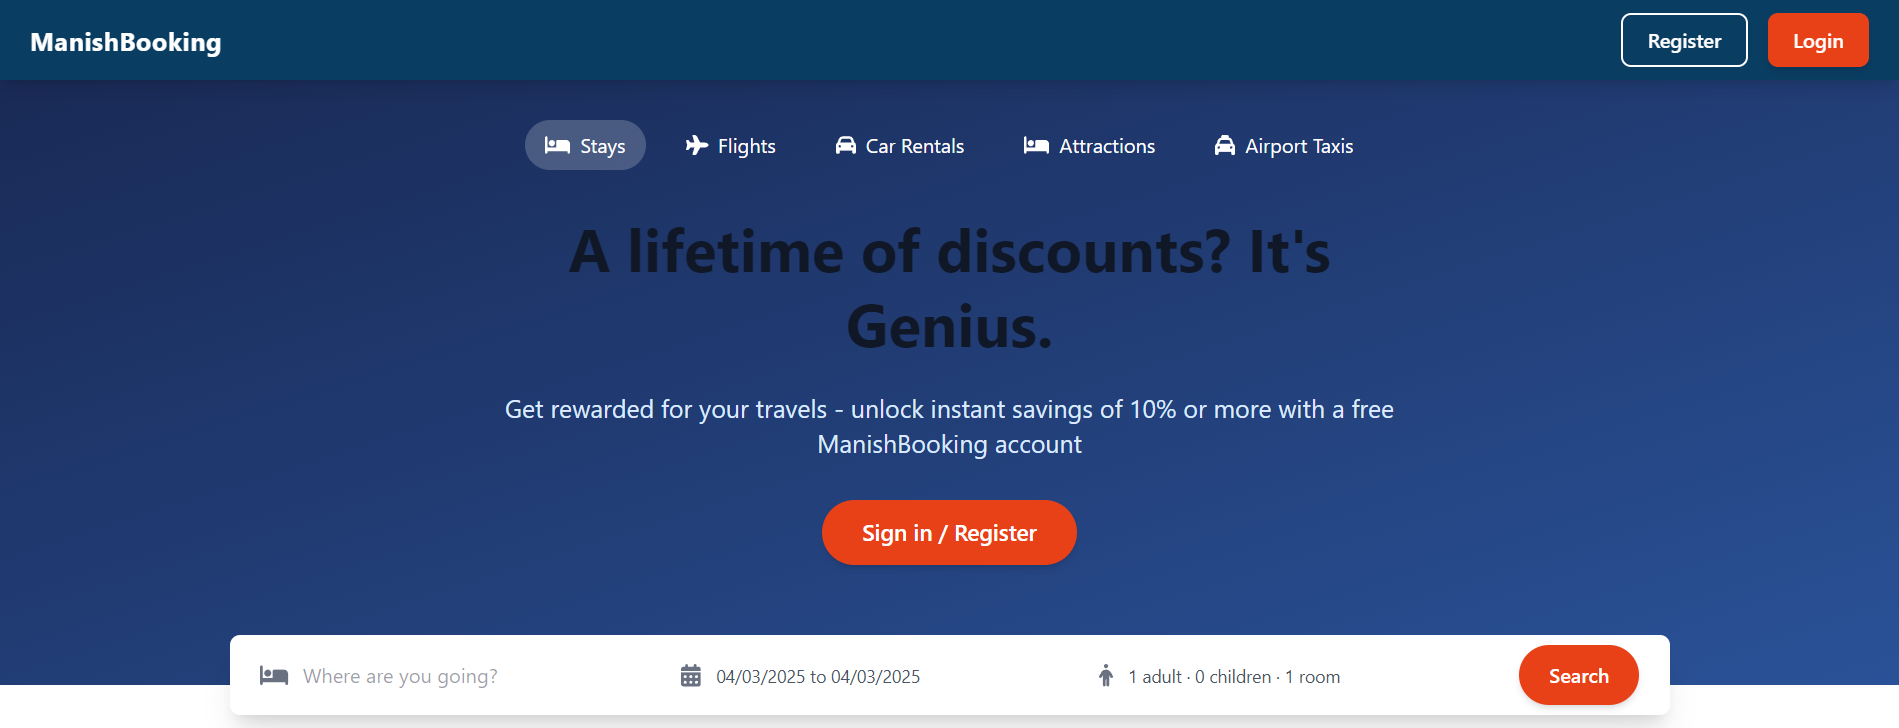 ManishBooking
Register
Login
Stays
Flights
Car Rentals
Attractions
Airport Taxis
A lifetime of discounts? It's
Genius.
Get rewarded for your travels - unlock instant savings of 10% or more with a free
ManishBooking account
Sign in / Register
Where are you going?
04/03/2025 to 04/03/2025
1 adult · 0 children · 1 room
Search